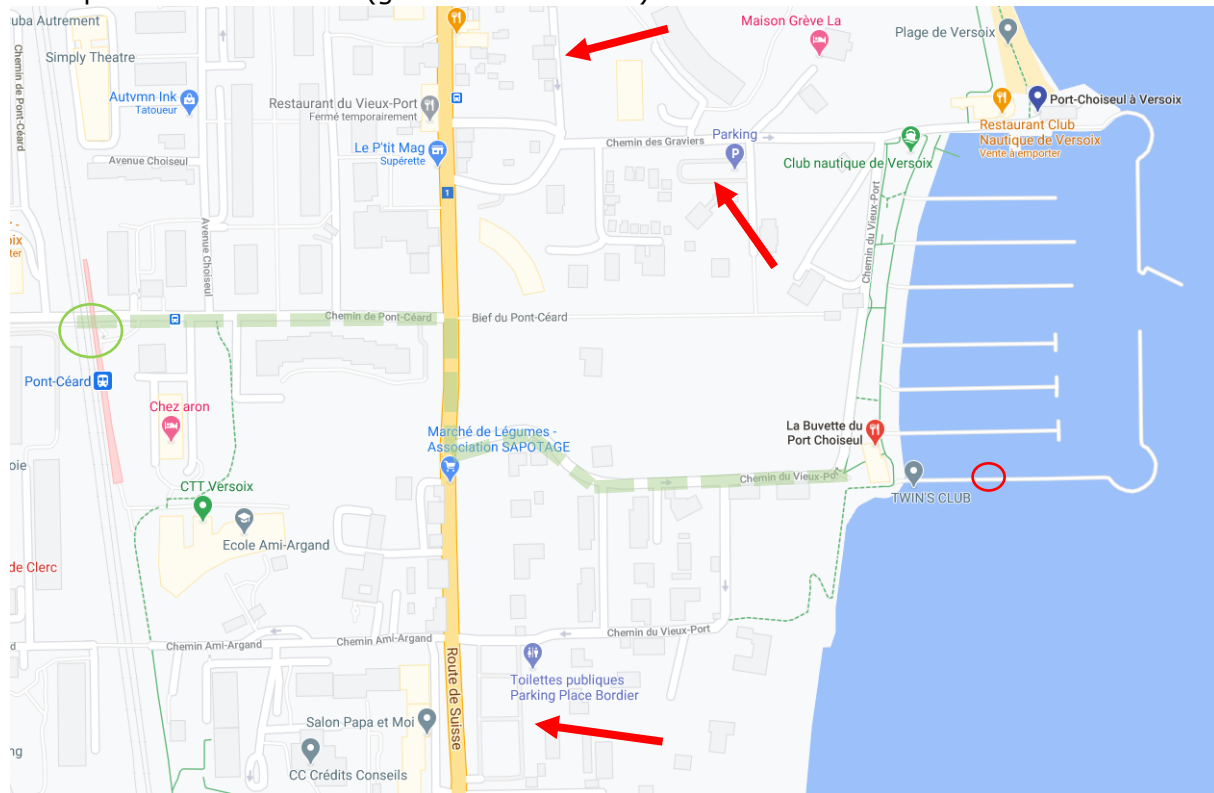 uba Autrement
Simply Theatre
Chemin de Pont-Céard
Autvmn Ink
Tatoueur
Avenue Choiseul
Restaurant du Vieux-Port
Fermé temporairement
Le P'tit Mag
Supérette
1
Maison Grève La
Plage de Versoix
Port-Choiseul à Versoix
Restaurant Club
Nautique de Versoix
Vente à emporter
Chemin des Graviers
Parking
P
Club nautique de Versoix
Chemin du Vieux-Port
Avenue Choiseul
ix
ter
Chemin de Pont-Céard
Bief du Pont-Céard
Pont-Céard
Chez aron
Marché de Légumes -
Association SAPOTAGE
La Buvette du
Port Choiseul
Chemin du Vieux-Po
TWIN'S CLUB
oie
CTT Versoix
Ecole Ami-Argand
de Clerc
d
Chemin Ami-Argand
Chemin Ami-Argand
Chemin du Vieux-Port
Route de Suisse
Toilettes publiques
Parking Place Bordier
Salon Papa et Moi
ng
CC Crédits Conseils